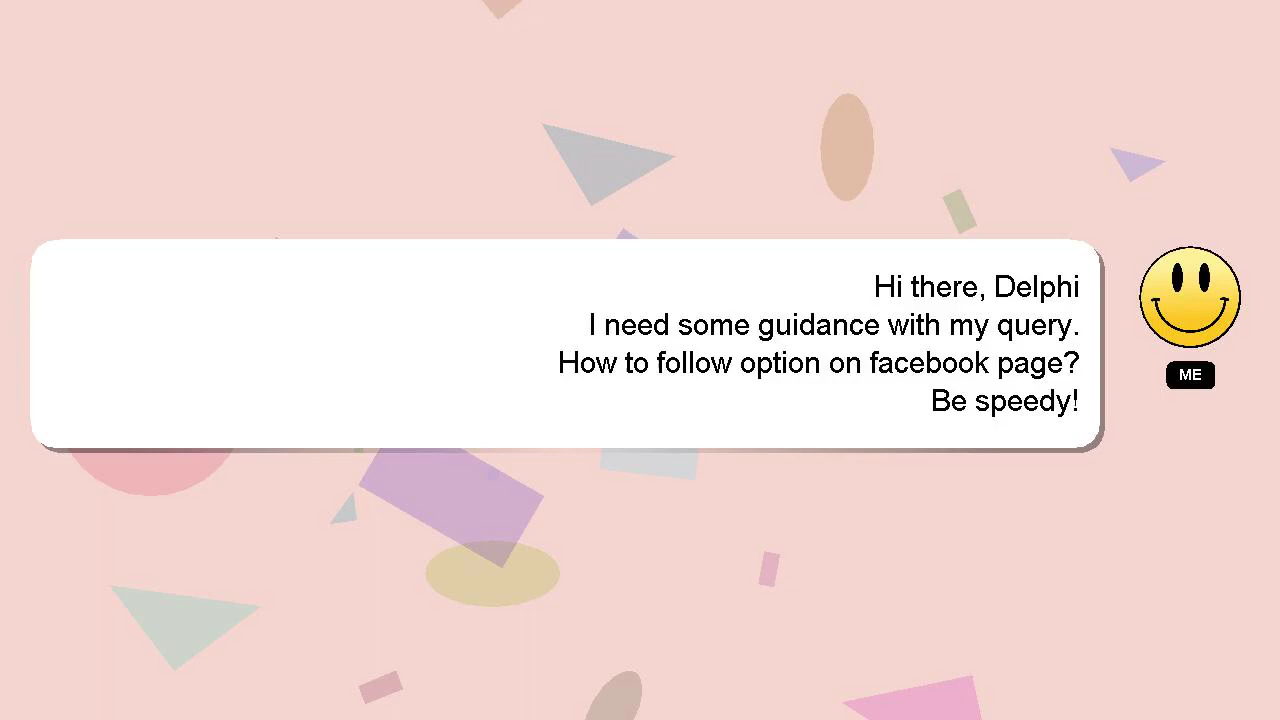 Hi there, Delphi
I need some guidance with my query.
How to follow option on facebook page?
Be speedy!
ME